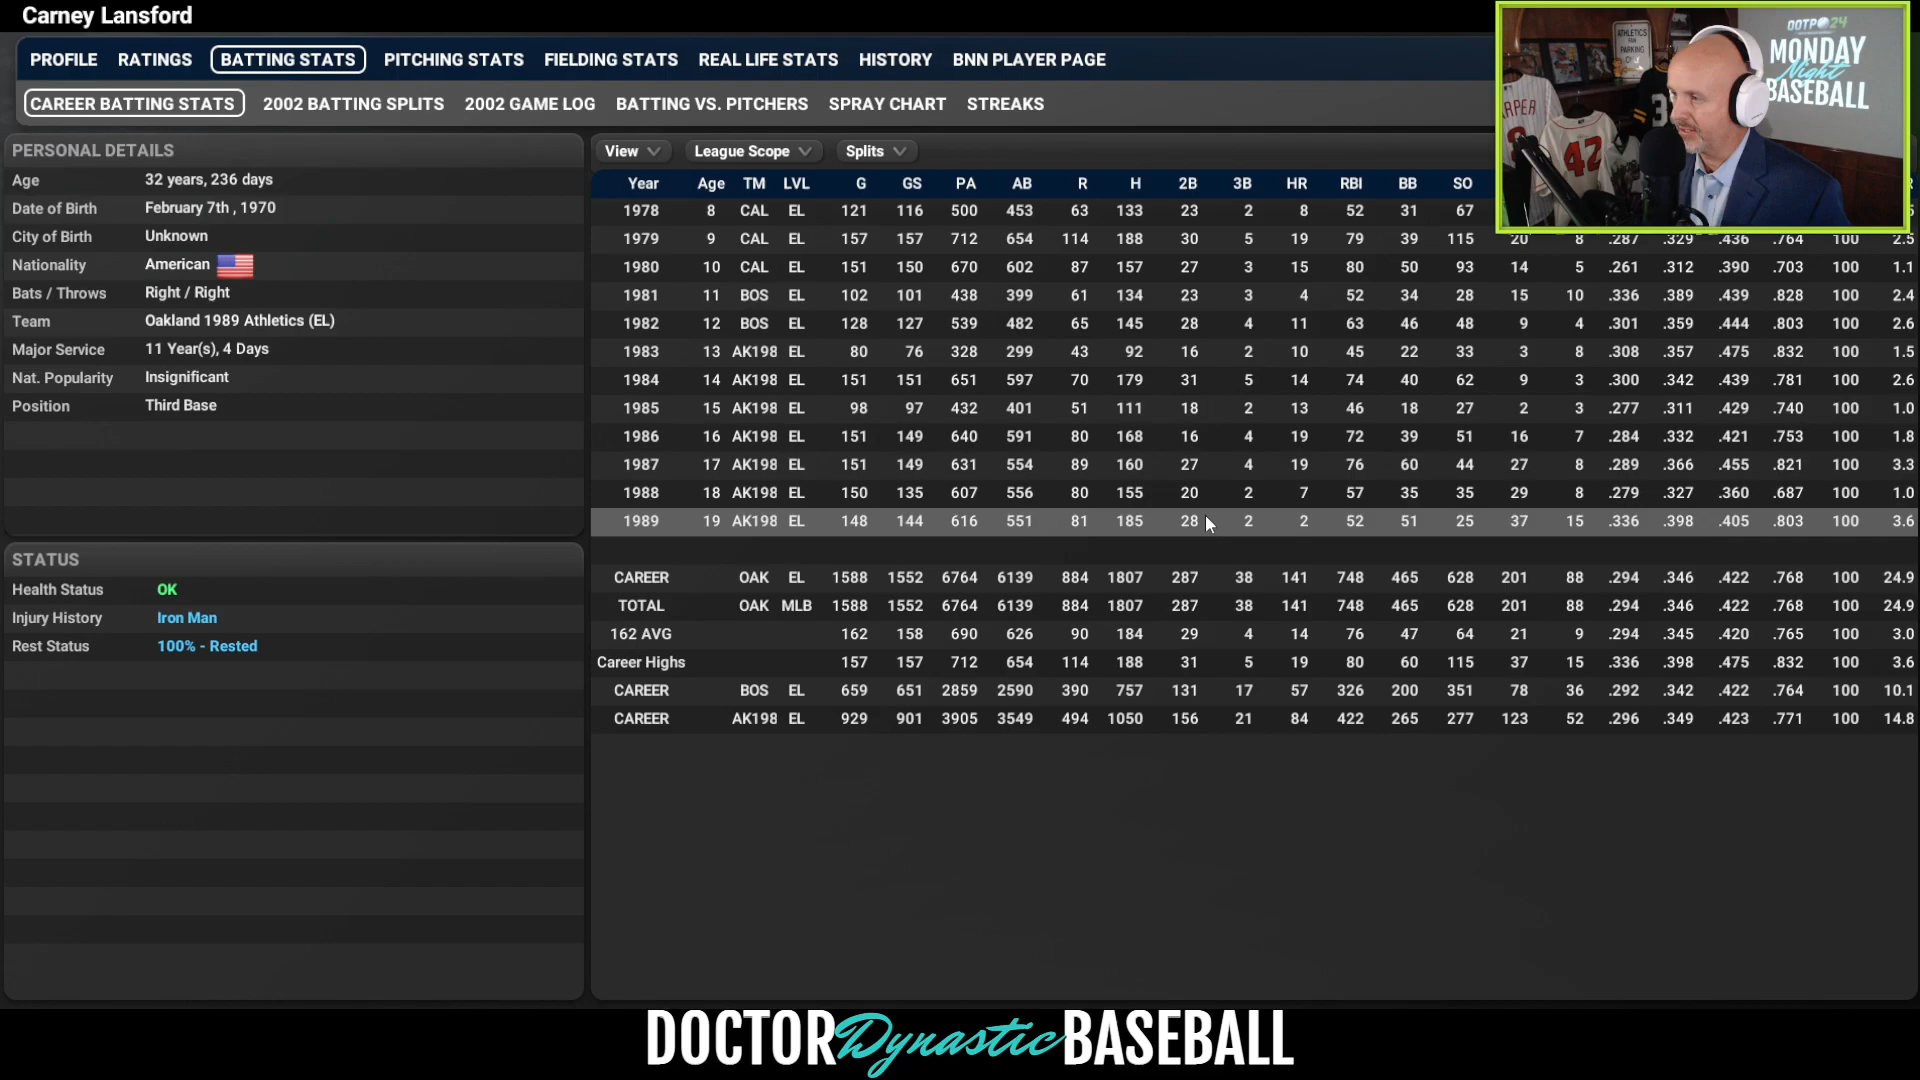 Carney Lansford
PROFILE RATINGS BATTING STATS PITCHING STATS FIELDING STATS REAL LIFE STATS HISTORY BNN PLAYER PAGE
CAREER BATTING STATS 2002 BATTING SPLITS 2002 GAME LOG BATTING VS. PITCHERS SPRAY CHART STREAKS
OOTP 24
MONDAY
Night
BASEBALL
ATHLETICS
FAN
PARKING
ONLY
42
PERSONAL DETAILS
Age 32 years, 236 days
Date of Birth February 7th , 1970
City of Birth Unknown
Nationality American
Bats / Throws Right / Right
Team Oakland 1989 Athletics (EL)
Major Service 11 Year(s), 4 Days
Nat. Popularity Insignificant
Position Third Base
STATUS
Health Status OK
Injury History Iron Man
Rest Status 100% - Rested
View League Scope Splits
Year Age TM LVL G GS PA AB R H 2B 3B HR RBI BB SO
1978 8 CAL EL 121 116 500 453 63 133 23 2 8 52 31 67
1979 9 CAL EL 157 157 712 654 114 188 30 5 19 79 39 115 20 8 .287 .329 .436 .764 100 2.5
1980 10 CAL EL 151 150 670 602 87 157 27 3 15 80 50 93 14 5 .261 .312 .390 .703 100 1.1
1981 11 BOS EL 102 101 438 399 61 134 23 3 4 52 34 28 15 10 .336 .389 .439 .828 100 2.4
1982 12 BOS EL 128 127 539 482 65 145 28 4 11 63 46 48 9 4 .301 .359 .444 .803 100 2.6
1983 13 AK198 EL 80 76 328 299 43 92 16 2 10 45 22 33 3 8 .308 .357 .475 .832 100 1.5
1984 14 AK198 EL 151 151 651 597 70 179 31 5 14 74 40 62 9 3 .300 .342 .439 .781 100 2.6
1985 15 AK198 EL 98 97 432 401 51 111 18 2 13 46 18 27 2 3 .277 .311 .429 .740 100 1.0
1986 16 AK198 EL 151 149 640 591 80 168 16 4 19 72 39 51 16 7 .284 .332 .421 .753 100 1.8
1987 17 AK198 EL 151 149 631 554 89 160 27 4 19 76 60 44 27 8 .289 .366 .455 .821 100 3.3
1988 18 AK198 EL 150 135 607 556 80 155 20 2 7 57 35 35 29 8 .279 .327 .360 .687 100 1.0
1989 19 AK198 EL 148 144 616 551 81 185 28 2 2 52 51 25 37 15 .336 .398 .405 .803 100 3.6
CAREER OAK EL 1588 1552 6764 6139 884 1807 287 38 141 748 465 628 201 88 .294 .346 .422 .768 100 24.9
TOTAL OAK MLB 1588 1552 6764 6139 884 1807 287 38 141 748 465 628 201 88 .294 .346 .422 .768 100 24.9
162 AVG 162 158 690 626 90 184 29 4 14 76 47 64 21 9 .294 .345 .420 .765 100 3.0
Career Highs 157 157 712 654 114 188 31 5 19 80 60 115 37 15 .336 .398 .475 .832 100 3.6
CAREER BOS EL 659 651 2859 2590 390 757 131 17 57 326 200 351 78 36 .292 .342 .422 .764 100 10.1
CAREER AK198 EL 929 901 3905 3549 494 1050 156 21 84 422 265 277 123 52 .296 .349 .423 .771 100 14.8
DOCTOR Dynastic BASEBALL